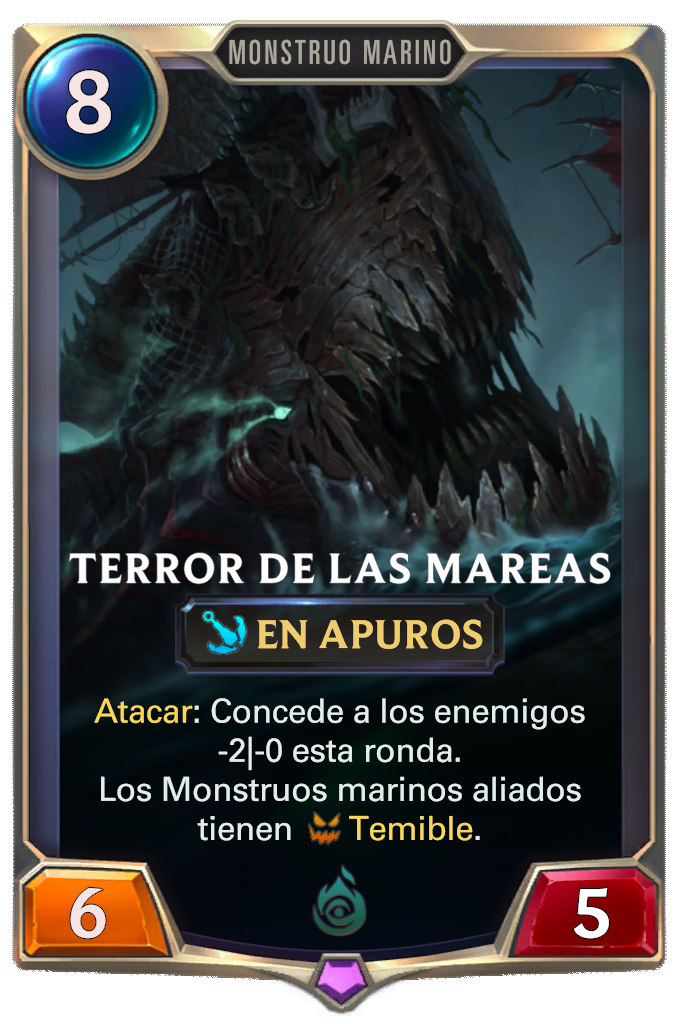 MONSTRUO MARINO
8
TERROR DE LAS MAREAS
EN APUROS
Atacar: Concede a los enemigos
-2|-0 esta ronda.
Los Monstruos marinos aliados
tienen Temible.
6
5